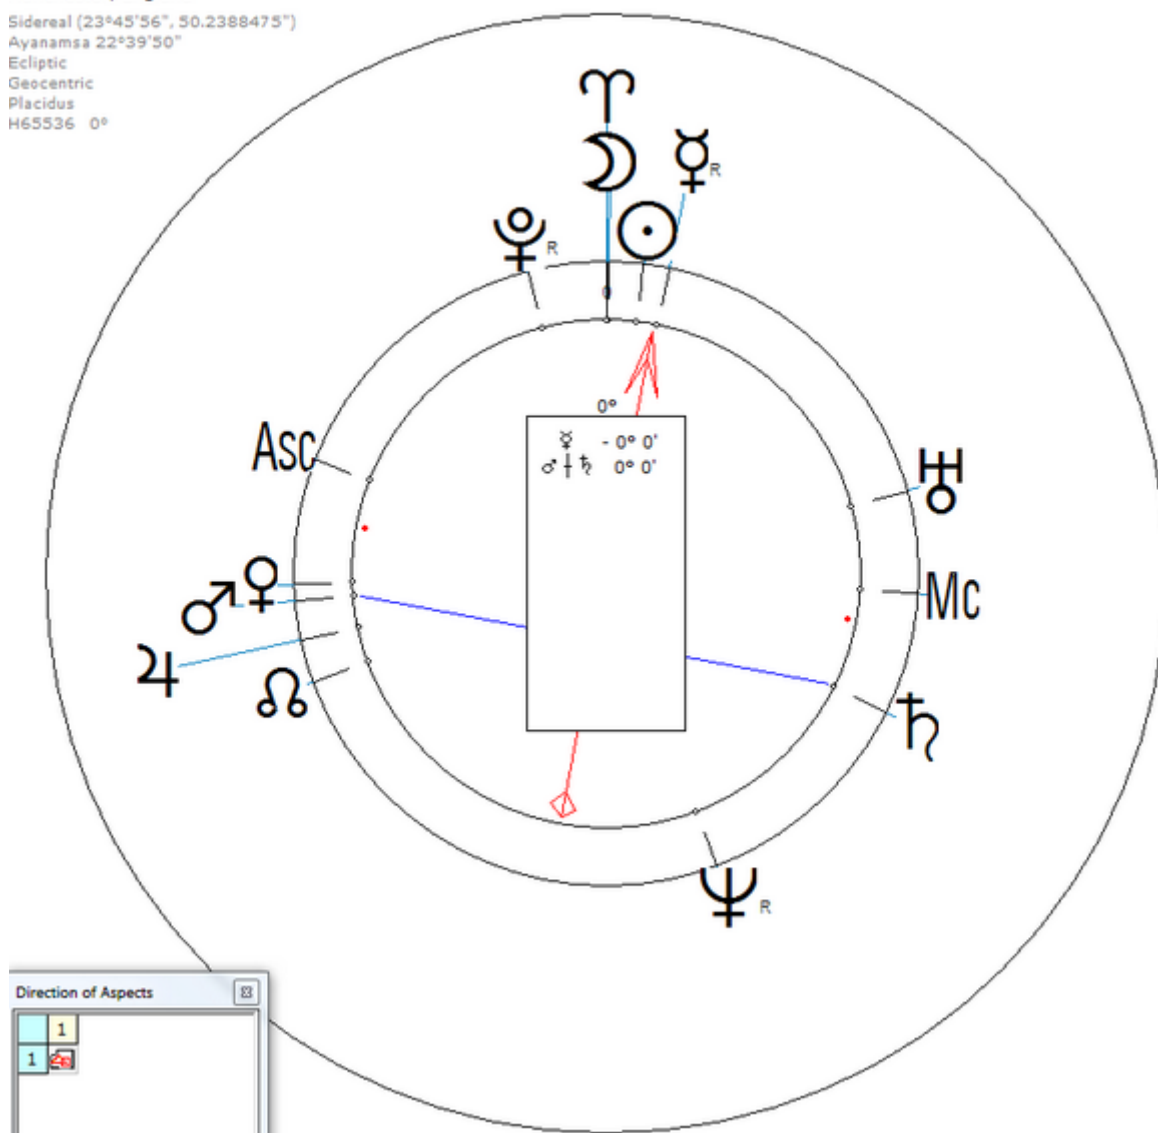 Sidereal (23°45'56", 50.2388475")
Ayanamsa 22°39'50"
Ecliptic
Geocentric
Placidus
H65536 0°
♈
☽
☿ R
☉
♇ R
0
0°
☿ - 0° 0'
♂ ┼ ♄ 0° 0'
Asc
♅
♀
♂
Mc
♃
☊
♄
♆ R
Direction of Aspects
1
1